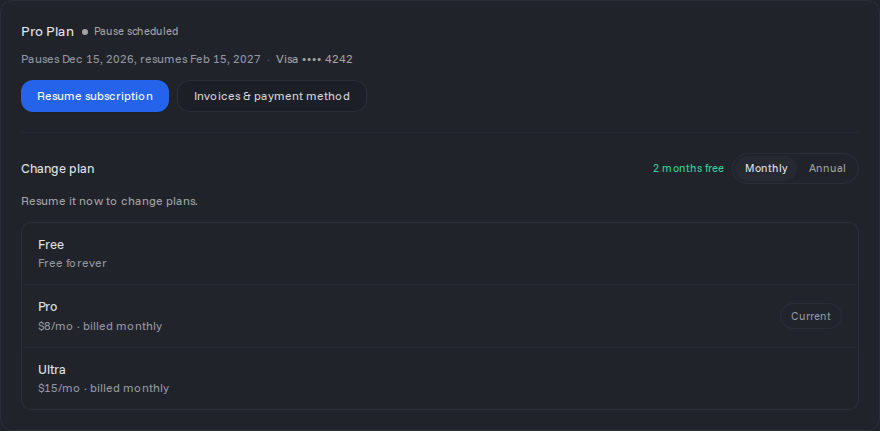 Pro Plan Pause scheduled
Pauses Dec 15, 2026, resumes Feb 15, 2027 · Visa •••• 4242
Resume subscription Invoices & payment method
Change plan 2 months free Monthly Annual
Resume it now to change plans.
Free
Free forever
Pro
$8/mo · billed monthly Current
Ultra
$15/mo · billed monthly